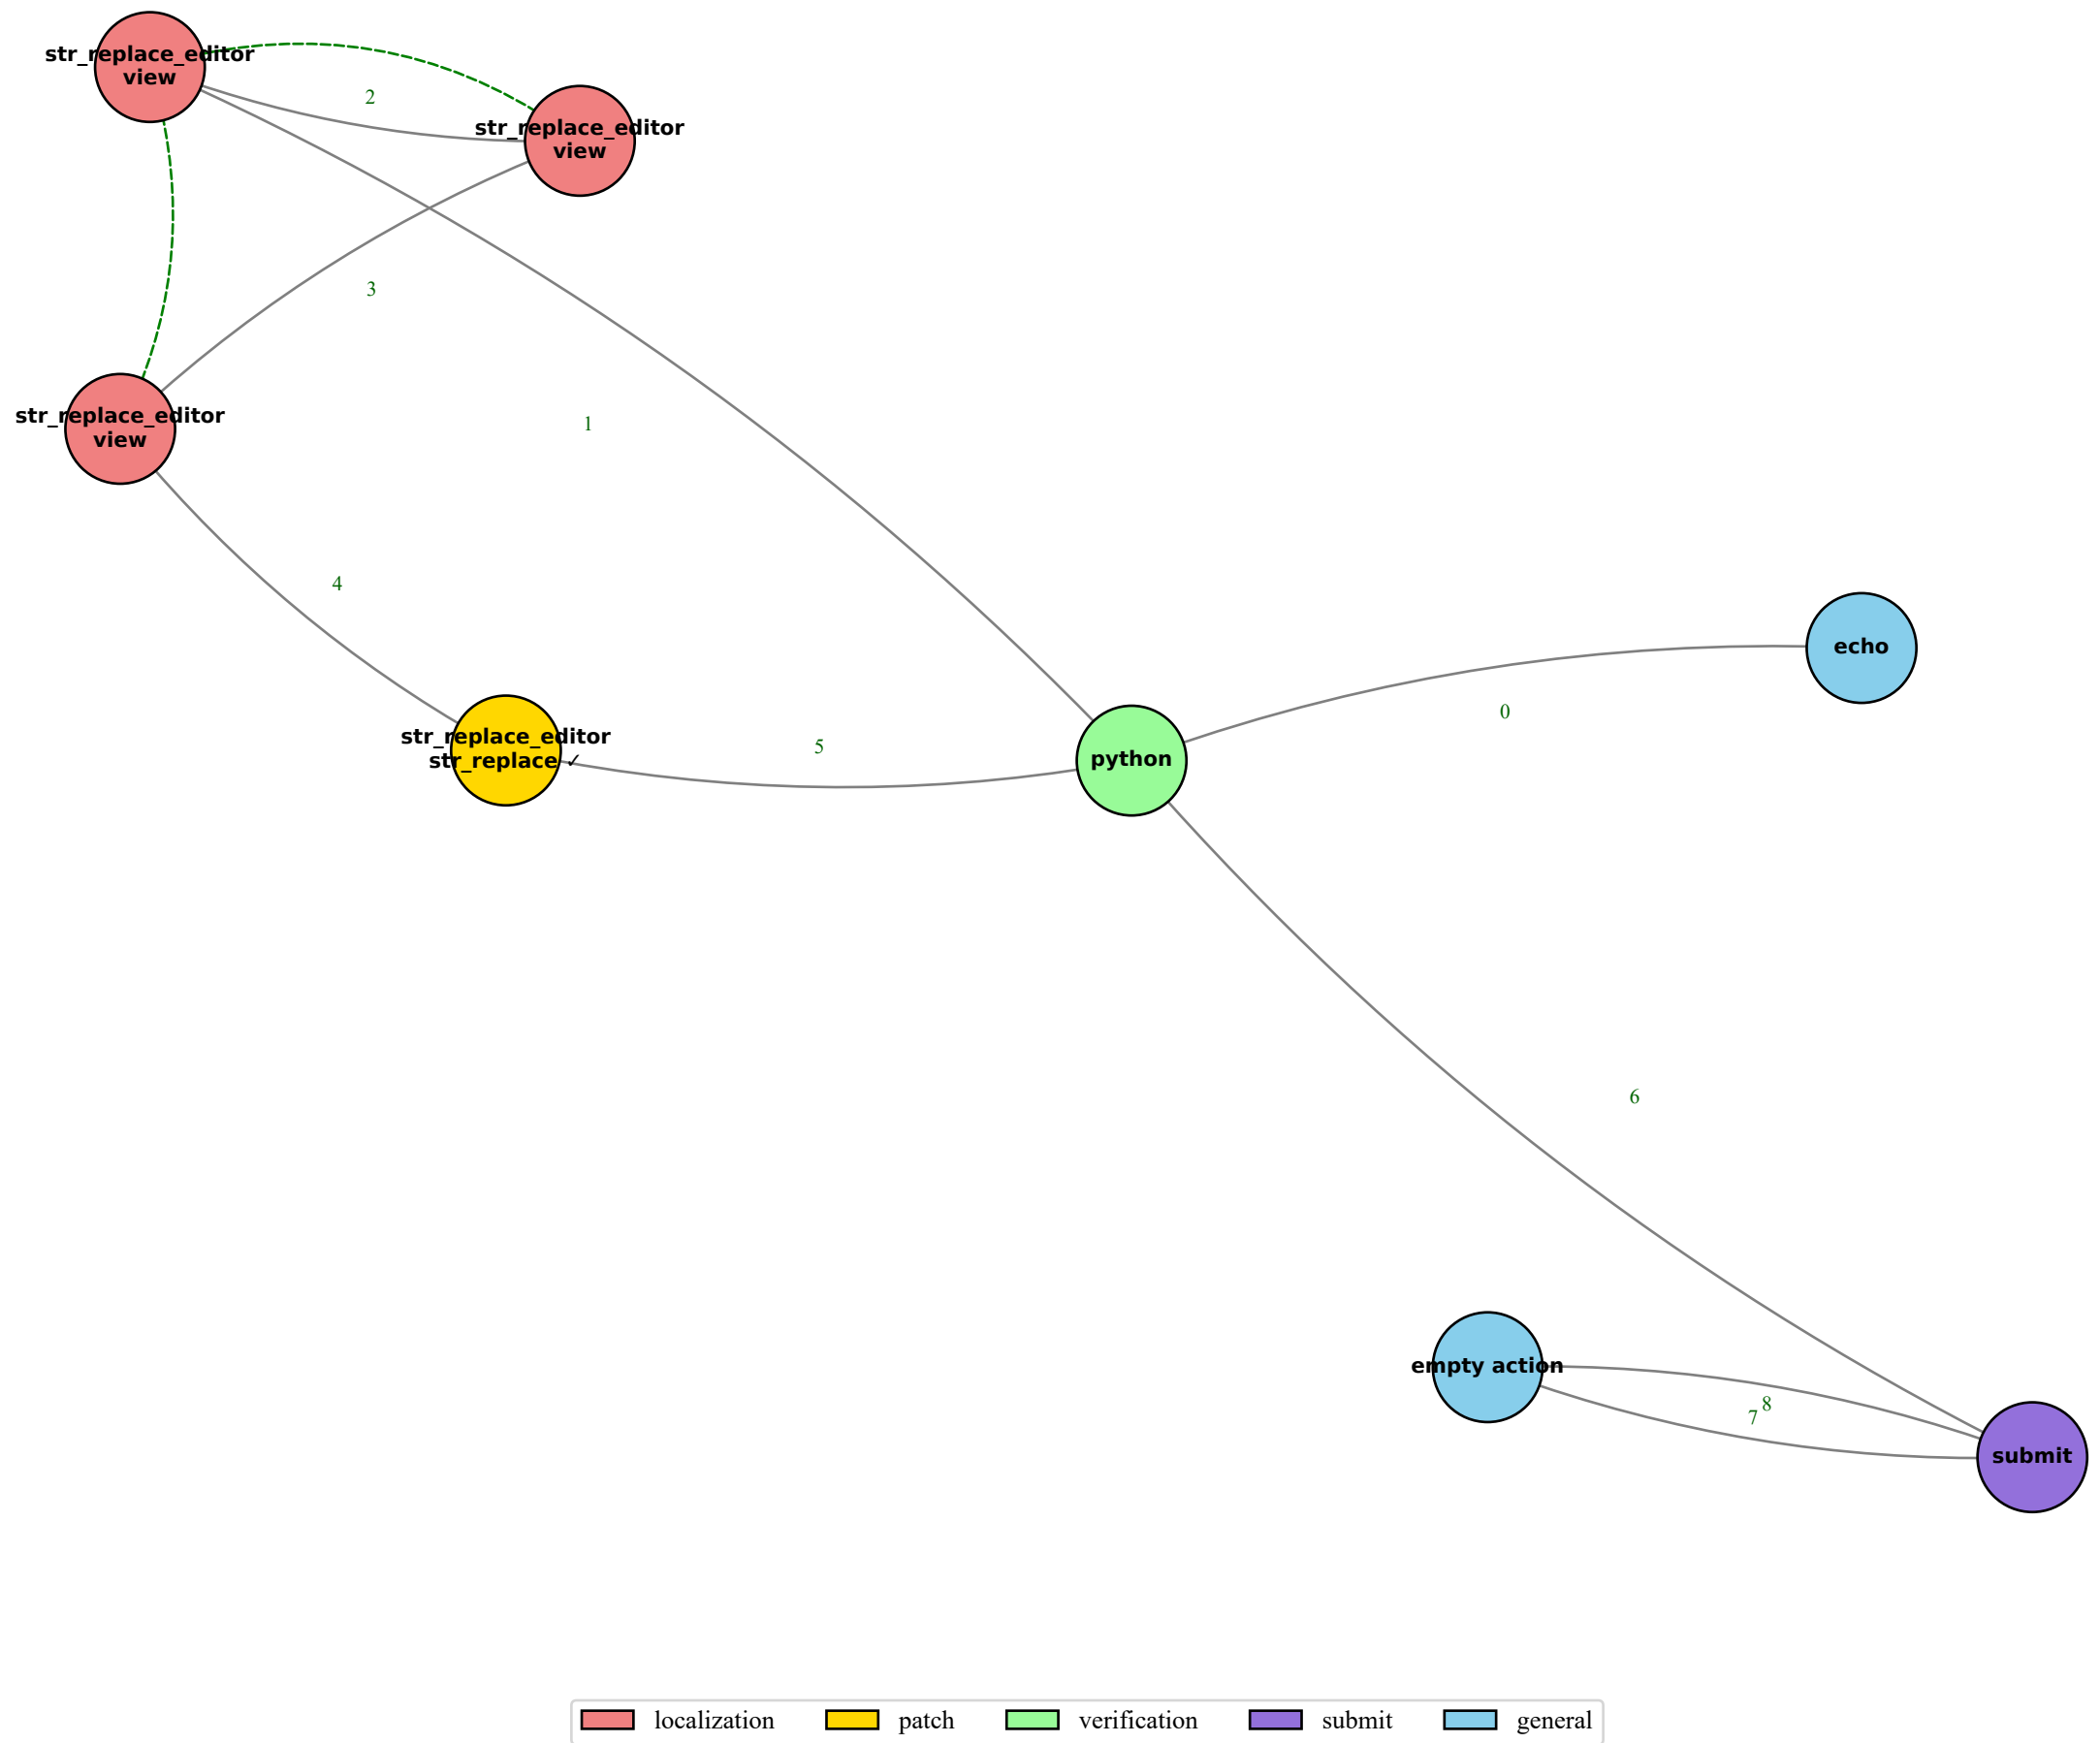 str_replace_editor
view
2
str_replace_editor
view
3
str_replace_editor
view
1
4
echo
0
str_replace_editor
str_replace ✓
5
python
6
empty action
8
7
submit
localization
patch
verification
submit
general